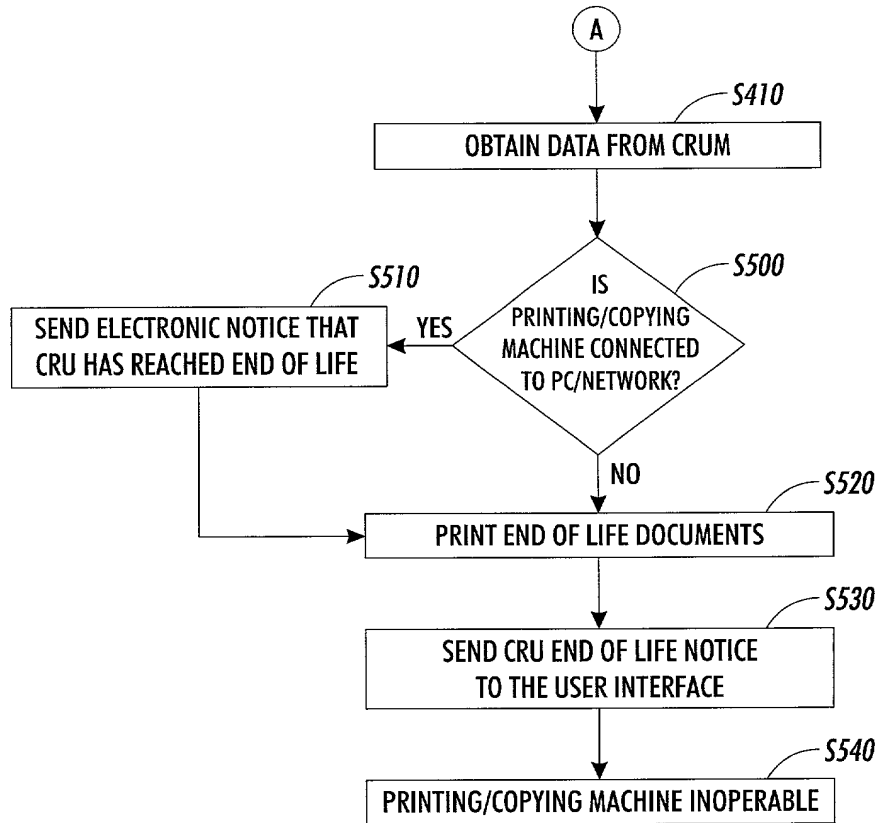 A
S410
OBTAIN DATA FROM CRUM
S500
IS
PRINTING/COPYING
MACHINE CONNECTED
TO PC/NETWORK?
YES
S510
SEND ELECTRONIC NOTICE THAT
CRU HAS REACHED END OF LIFE
NO
S520
PRINT END OF LIFE DOCUMENTS
S530
SEND CRU END OF LIFE NOTICE
TO THE USER INTERFACE
S540
PRINTING/COPYING MACHINE INOPERABLE